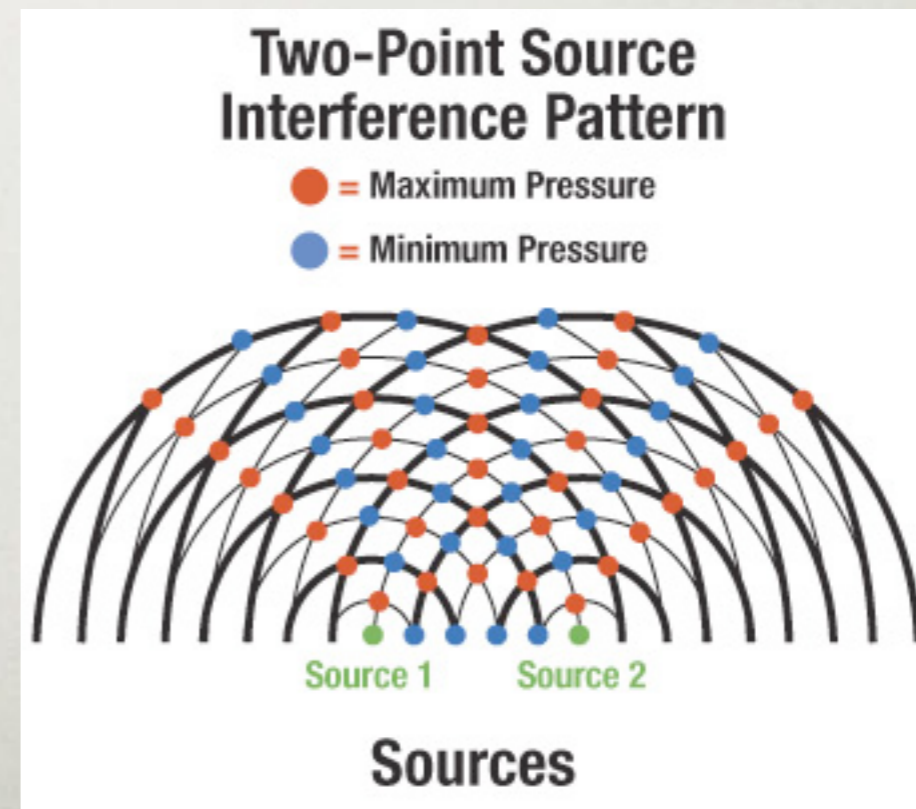 Two-Point Source
Interference Pattern
= Maximum Pressure
= Minimum Pressure
Source 1 Source 2
Sources